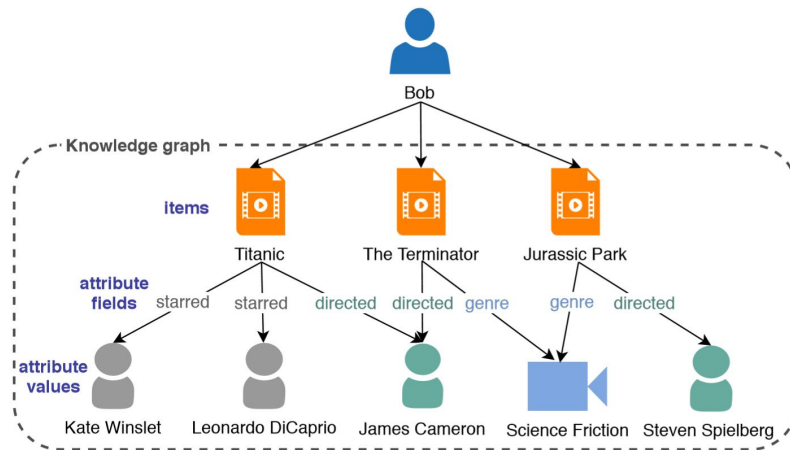 Bob
Knowledge graph
items
Titanic The Terminator Jurassic Park
attribute
fields
starred starred directed directed genre genre directed
attribute
values
Kate Winslet Leonardo DiCaprio James Cameron Science Friction Steven Spielberg